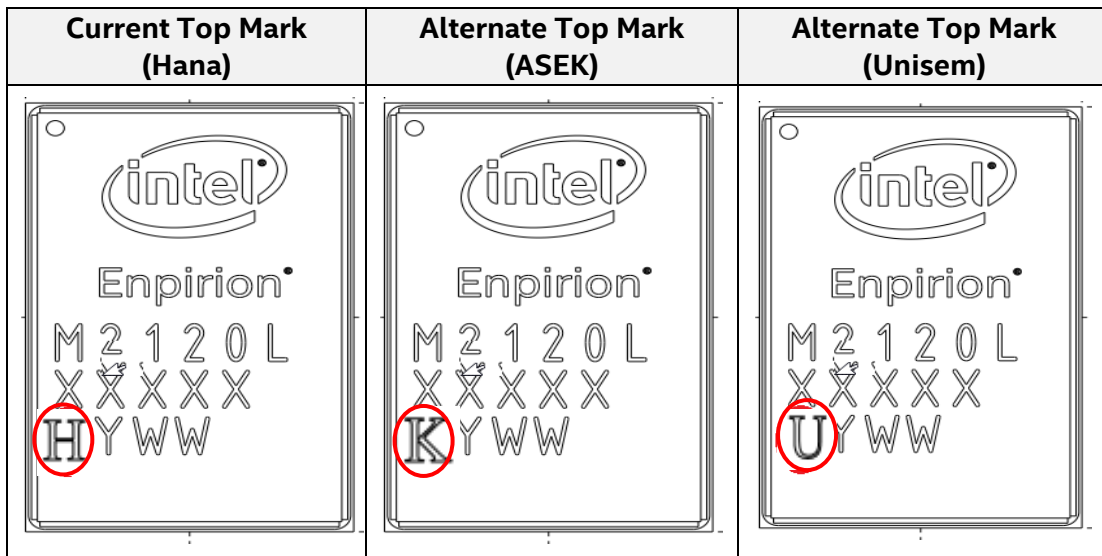 Current Top Mark
(Hana)
Alternate Top Mark
(ASEK)
Alternate Top Mark
(Unisem)
intel
Enpirion
M2120L
XXXXX
HYWW
intel
Enpirion
M2120L
XXXXX
KYWW
intel
Enpirion
M2120L
XXXXX
UYWW